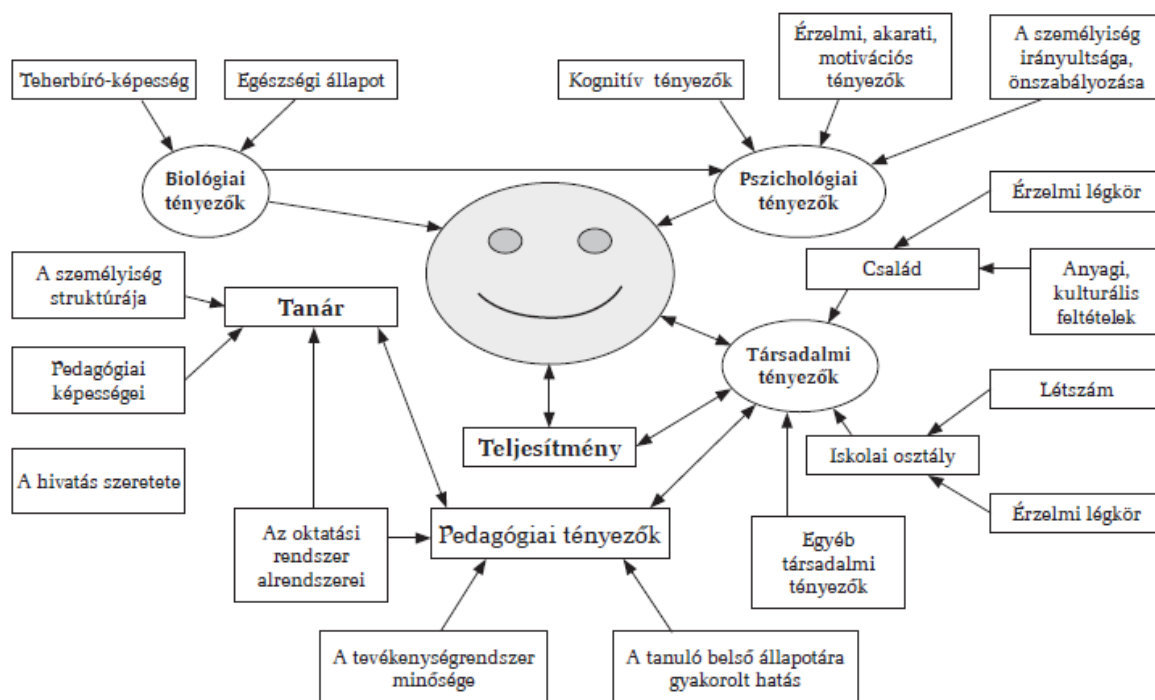 Teherbíró-képesség
Egészségi állapot
Kognitív tényezők
Érzelmi, akarati,
motivációs
tényezők
A személyiség
irányultsága,
önszabályozása
Biológiai
tényezők
Pszichológiai
tényezők
Érzelmi légkör
Család
Anyagi,
kulturális
feltételek
A személyiség
struktúrája
Tanár
Pedagógiai
képességei
Társadalmi
tényezők
Létszám
Teljesítmény
Iskolai osztály
A hivatás szeretete
Érzelmi légkör
Az oktatási
rendszer
alrendszerei
Pedagógiai tényezők
Egyéb
társadalmi
tényezők
A tevékenységrendszer
minősége
A tanuló belső állapotára
gyakorolt hatás